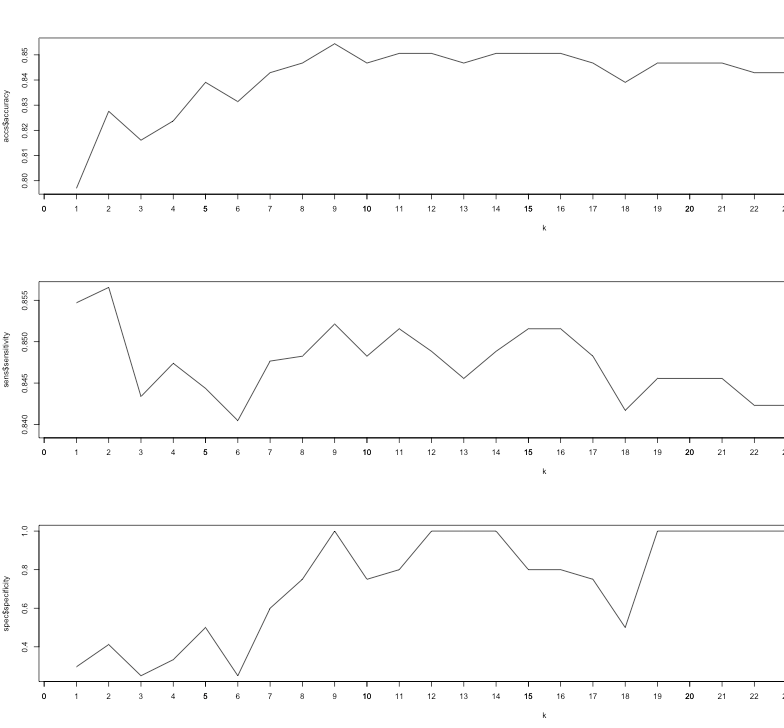 accs$accuracy
0.80 0.81 0.82 0.83 0.84 0.85
0 1 2 3 4 5 6 7 8 9 10 11 12 13 14 15 16 17 18 19 20 21 22
k
sens$sensitivity
0.840 0.845 0.850 0.855
0 1 2 3 4 5 6 7 8 9 10 11 12 13 14 15 16 17 18 19 20 21 22
k
spec$specificity
0.4 0.6 0.8 1.0
0 1 2 3 4 5 6 7 8 9 10 11 12 13 14 15 16 17 18 19 20 21 22
k